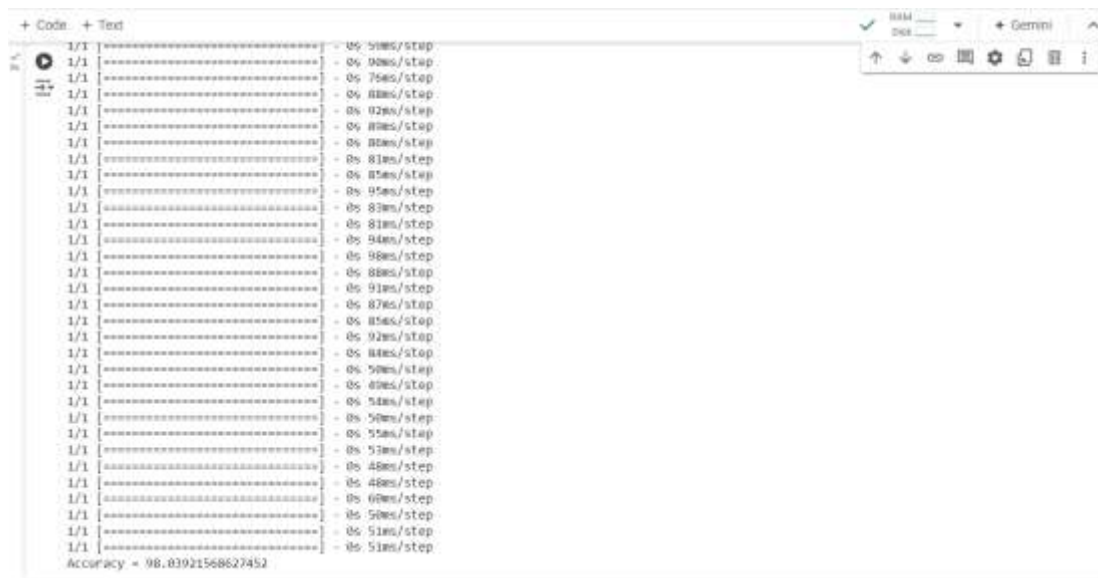 + Code + Text RAM Disk + Gemini
1/1 [==============================] - 0s 59ms/step
1/1 [==============================] - 0s 90ms/step
1/1 [==============================] - 0s 76ms/step
1/1 [==============================] - 0s 88ms/step
1/1 [==============================] - 0s 92ms/step
1/1 [==============================] - 0s 89ms/step
1/1 [==============================] - 0s 86ms/step
1/1 [==============================] - 0s 81ms/step
1/1 [==============================] - 0s 85ms/step
1/1 [==============================] - 0s 95ms/step
1/1 [==============================] - 0s 83ms/step
1/1 [==============================] - 0s 81ms/step
1/1 [==============================] - 0s 94ms/step
1/1 [==============================] - 0s 98ms/step
1/1 [==============================] - 0s 88ms/step
1/1 [==============================] - 0s 91ms/step
1/1 [==============================] - 0s 87ms/step
1/1 [==============================] - 0s 85ms/step
1/1 [==============================] - 0s 92ms/step
1/1 [==============================] - 0s 84ms/step
1/1 [==============================] - 0s 50ms/step
1/1 [==============================] - 0s 49ms/step
1/1 [==============================] - 0s 54ms/step
1/1 [==============================] - 0s 50ms/step
1/1 [==============================] - 0s 55ms/step
1/1 [==============================] - 0s 53ms/step
1/1 [==============================] - 0s 48ms/step
1/1 [==============================] - 0s 48ms/step
1/1 [==============================] - 0s 60ms/step
1/1 [==============================] - 0s 50ms/step
1/1 [==============================] - 0s 51ms/step
1/1 [==============================] - 0s 51ms/step
Accuracy = 98.03921568627452